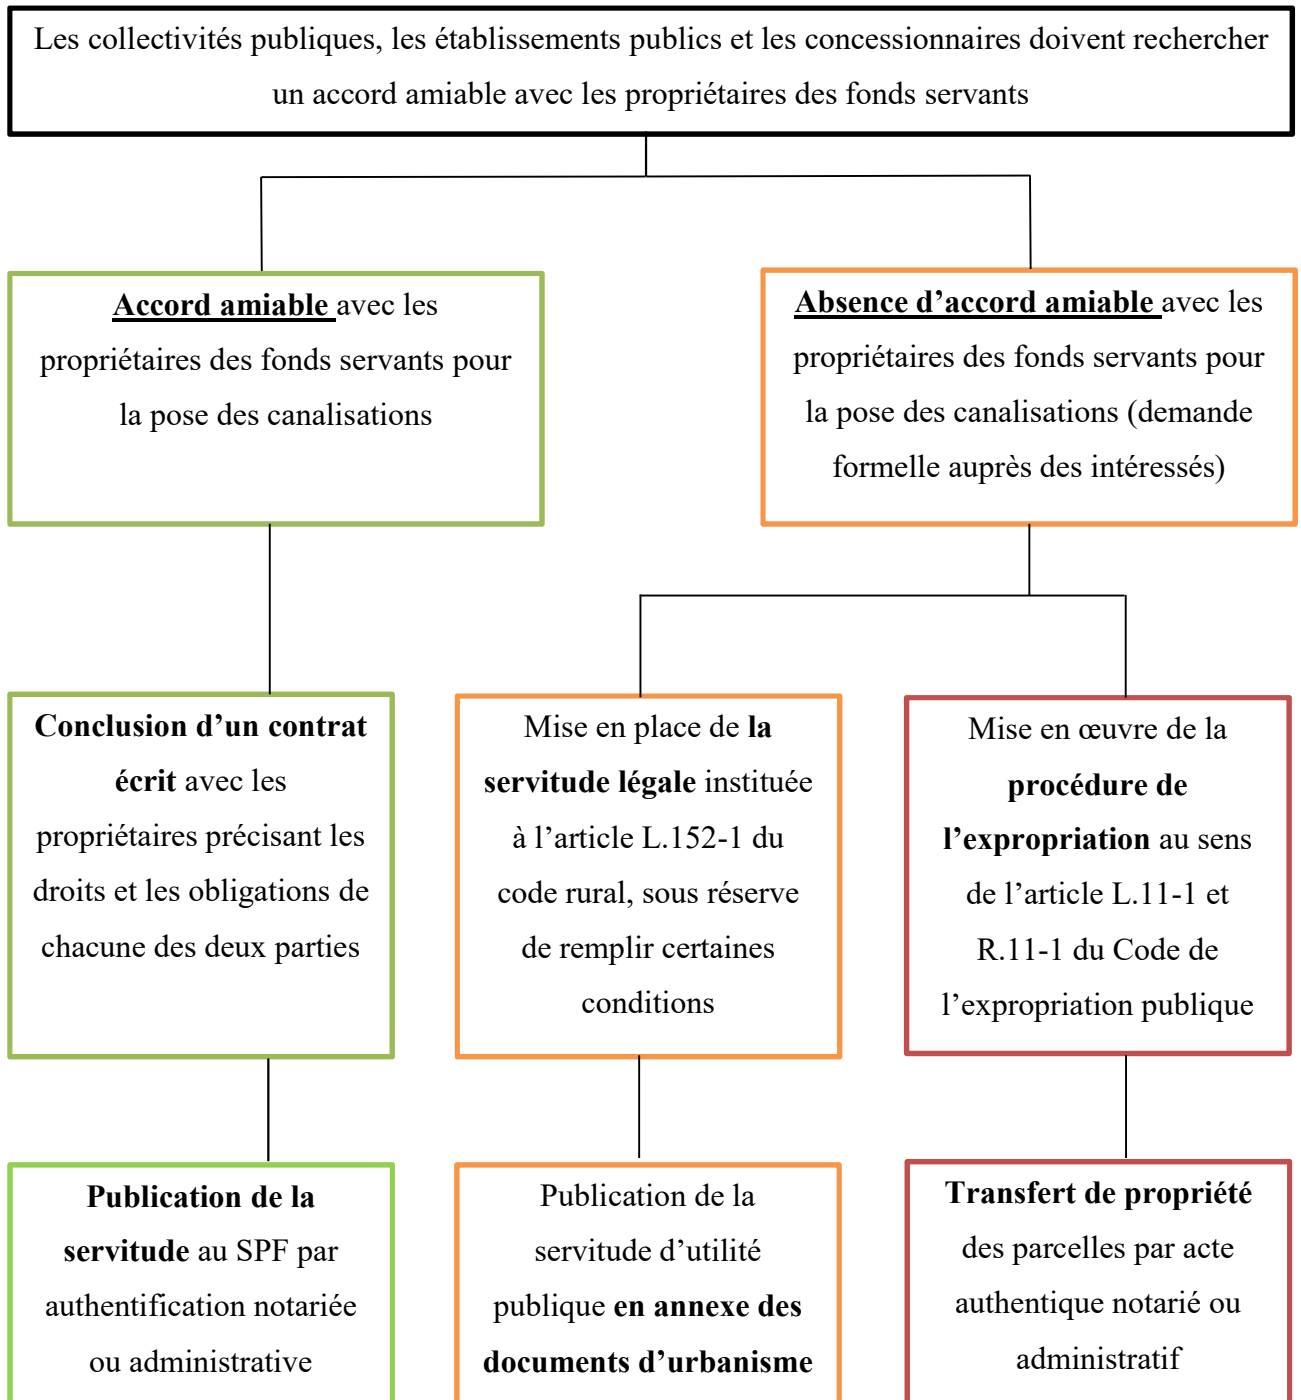 Les collectivités publiques, les établissements publics et les concessionnaires doivent rechercher
un accord amiable avec les propriétaires des fonds servants
Accord amiable avec les
propriétaires des fonds servants pour
la pose des canalisations
Absence d’accord amiable avec les
propriétaires des fonds servants pour
la pose des canalisations (demande
formelle auprès des intéressés)
Conclusion d’un contrat
écrit avec les
propriétaires précisant les
droits et les obligations de
chacune des deux parties
Mise en place de la
servitude légale instituée
à l’article L.152-1 du
code rural, sous réserve
de remplir certaines
conditions
Mise en œuvre de la
procédure de
l’expropriation au sens
de l’article L.11-1 et
R.11-1 du Code de
l’expropriation publique
Publication de la
servitude au SPF par
authentification notariée
ou administrative
Publication de la
servitude d’utilité
publique en annexe des
documents d’urbanisme
Transfert de propriété
des parcelles par acte
authentique notarié ou
administratif